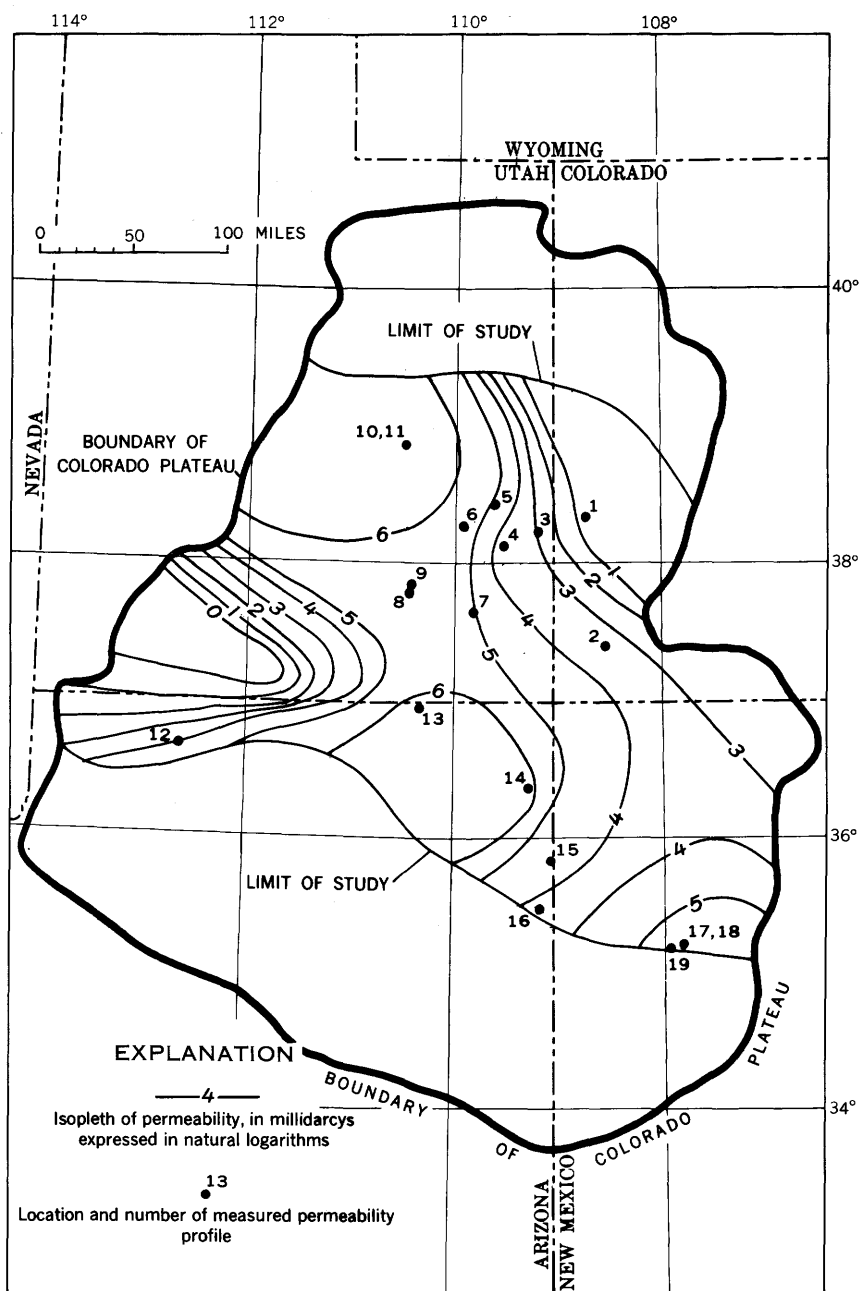 114° 112° 110° 108°
WYOMING
UTAH COLORADO
0 50 100 MILES
40°
LIMIT OF STUDY
NEVADA
BOUNDARY OF
COLORADO PLATEAU
10,11
5
6
4
3
1
6
38°
9
8
7
2
0 1 2 3 4 5
1
2
3
4
5
6
13
12
3
14
15
4
4
36°
LIMIT OF STUDY
16
5
17,18
19
EXPLANATION
4
Isopleth of permeability, in millidarcys
expressed in natural logarithms
13
Location and number of measured permeability
profile
BOUNDARY OF COLORADO PLATEAU
34°
ARIZONA
NEW MEXICO